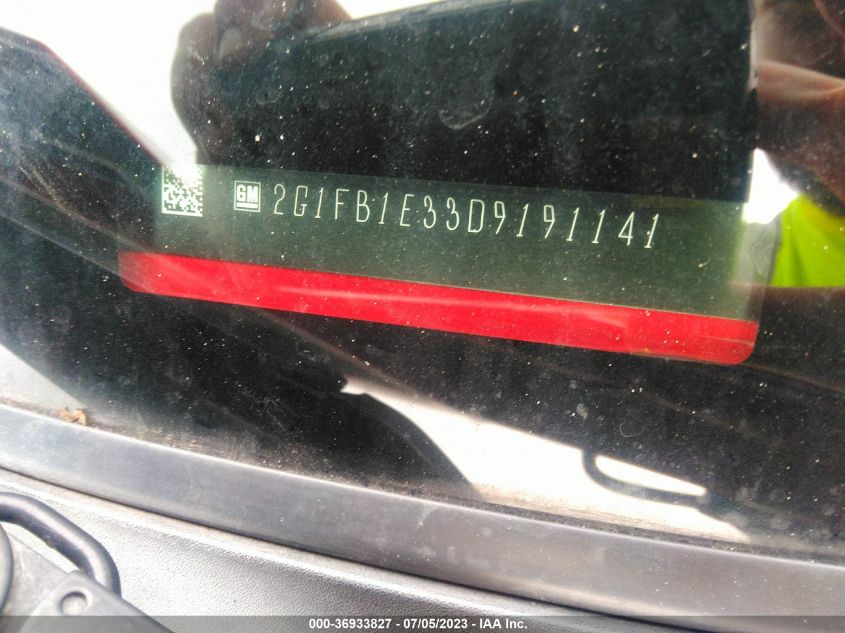 GM 2G1FB1E33D9191141
000-36933827 - 07/05/2023 - IAA Inc.